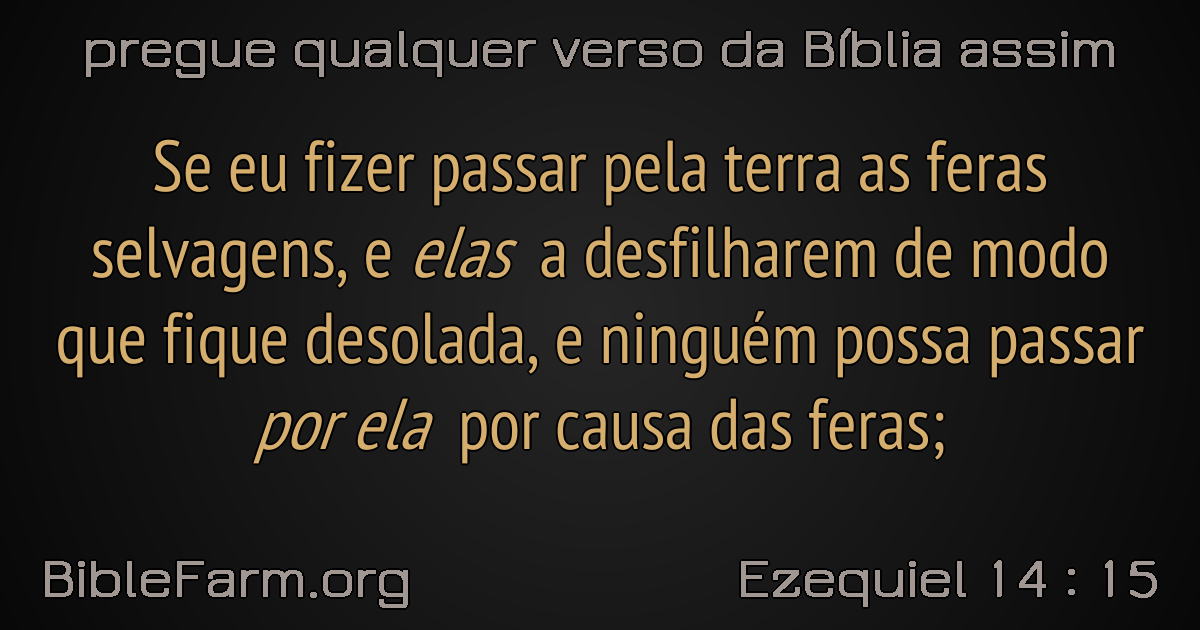 pregue qualquer verso da Bíblia assim
Se eu fizer passar pela terra as feras
selvagens, e elas a desfilharem de modo
que fique desolada, e ninguém possa passar
por ela por causa das feras;
BibleFarm.org
Ezequiel 14 : 15